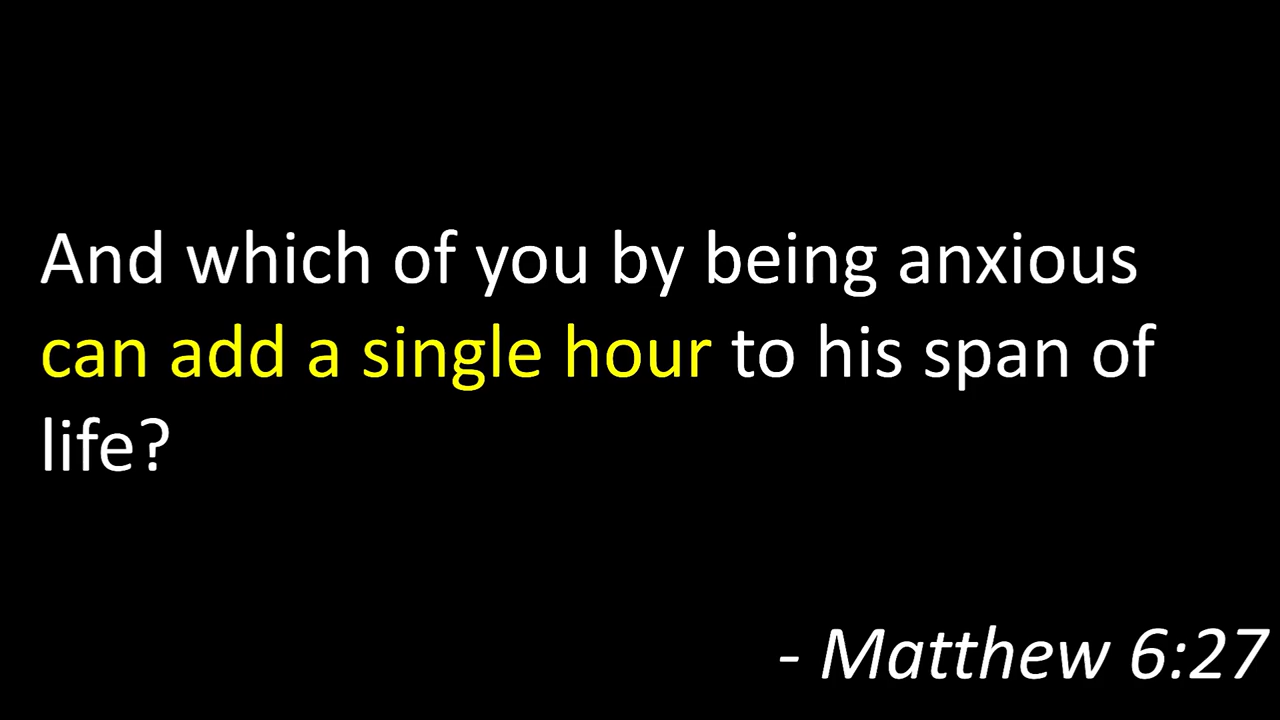 And which of you by being anxious
can add a single hour to his span of
life?
- Matthew 6:27